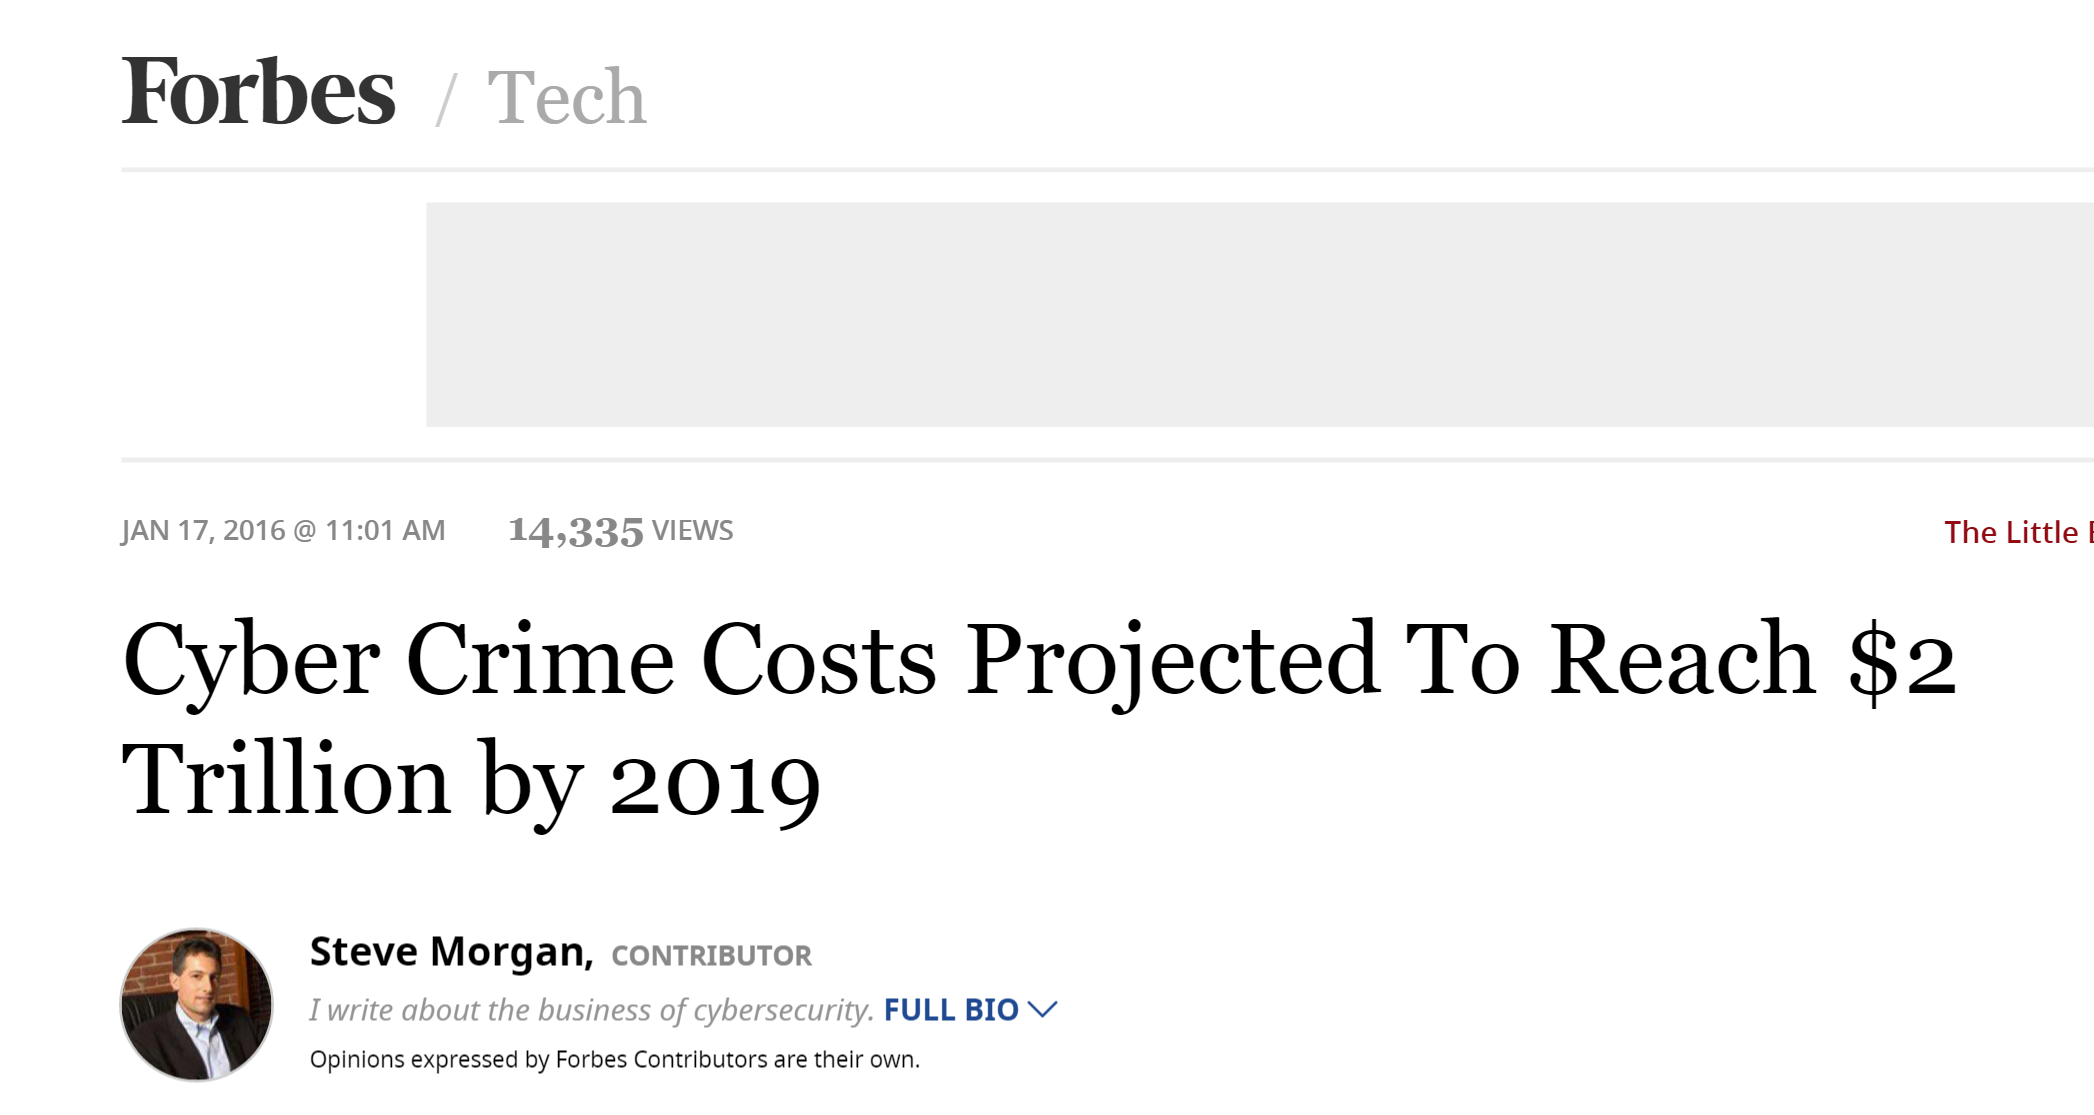 Forbes / Tech
JAN 17, 2016 @ 11:01 AM 14,335 VIEWS The Little
Cyber Crime Costs Projected To Reach $2
Trillion by 2019
Steve Morgan, CONTRIBUTOR
I write about the business of cybersecurity. FULL BIO
Opinions expressed by Forbes Contributors are their own.